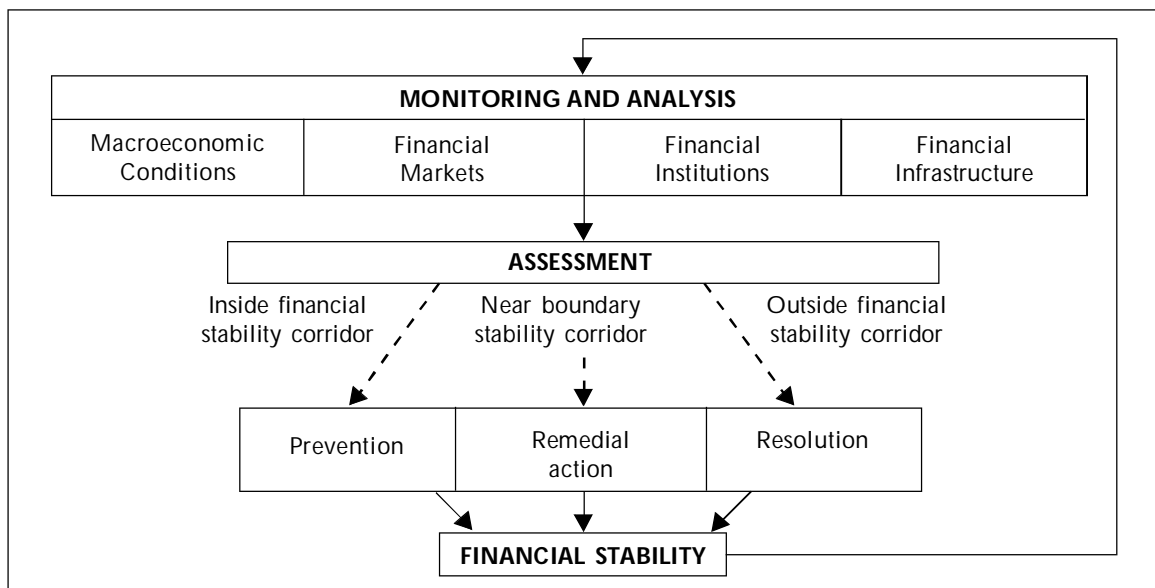 MONITORING AND ANALYSIS
Macroeconomic
Conditions
Financial
Markets
Financial
Institutions
Financial
Infrastructure
ASSESSMENT
Inside financial
stability corridor
Near boundary
stability corridor
Outside financial
stability corridor
Prevention
Remedial
action
Resolution
FINANCIAL STABILITY